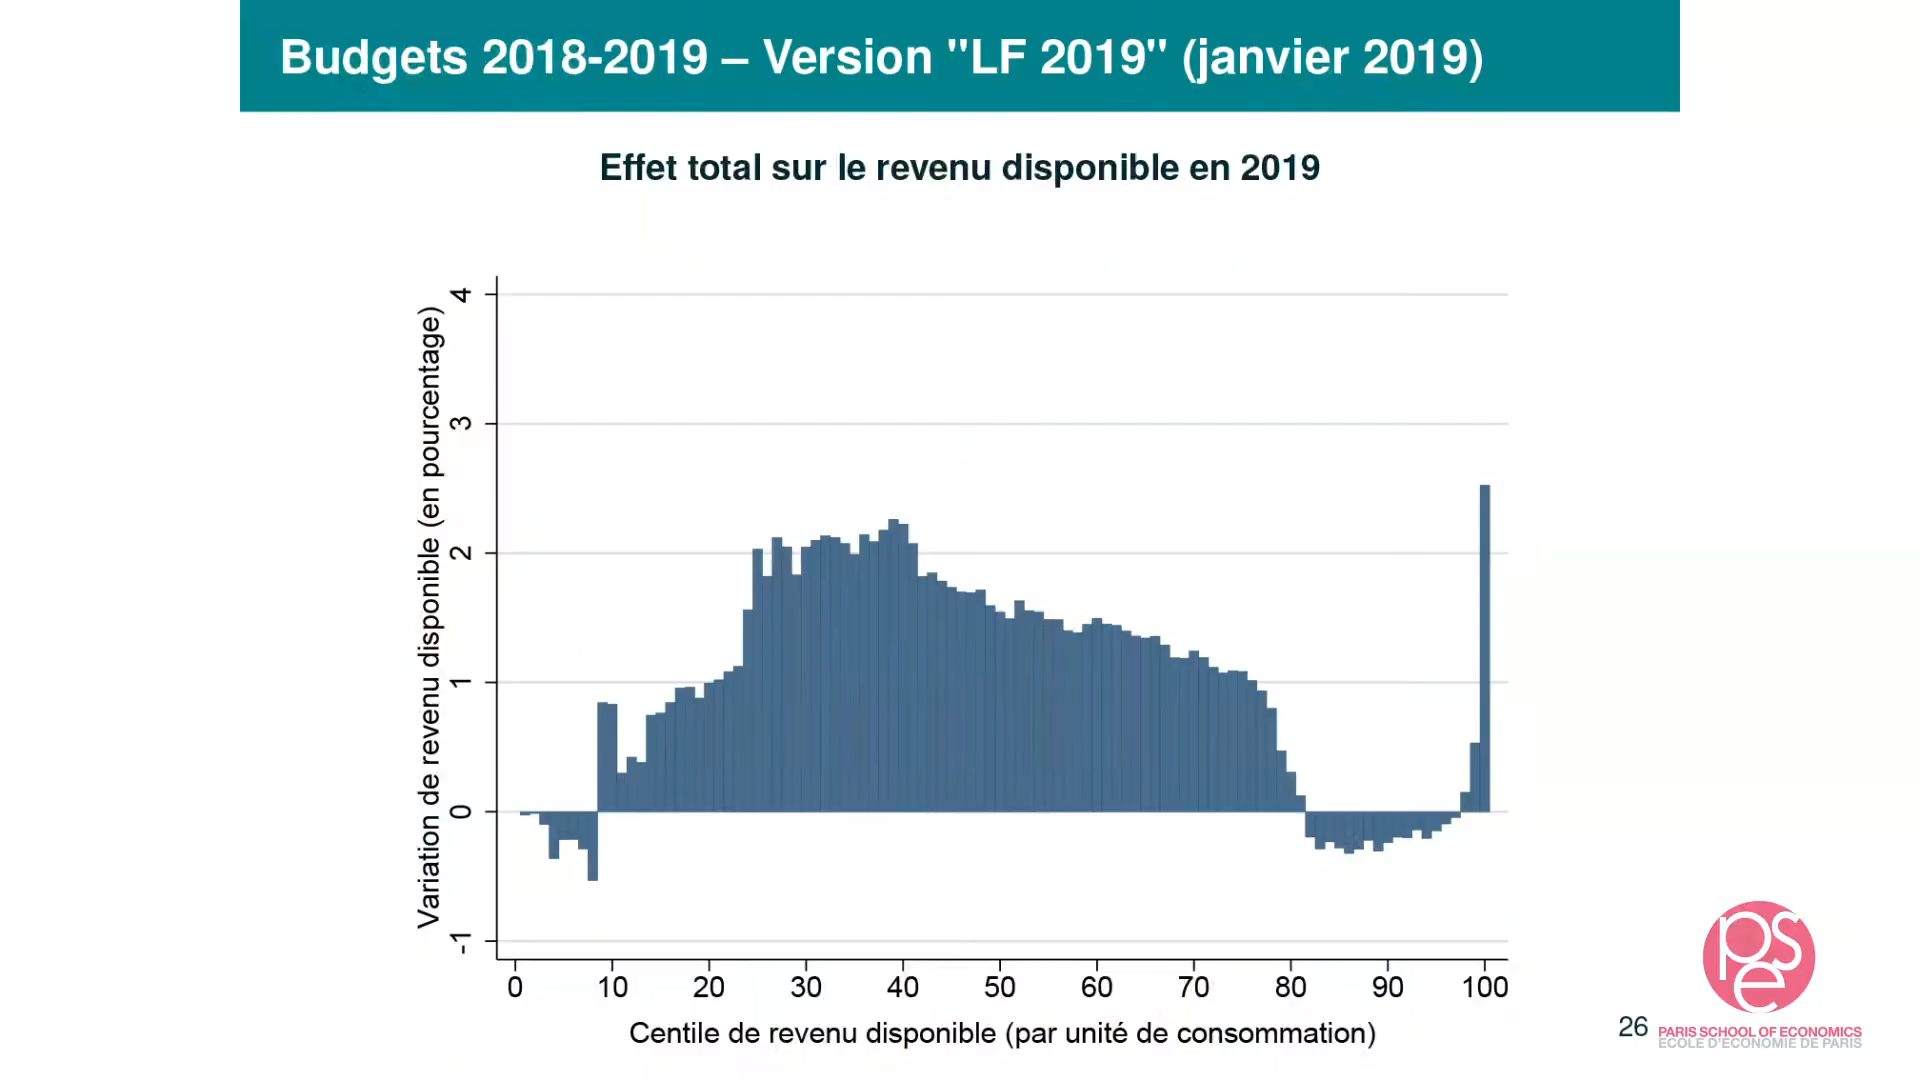 Budgets 2018-2019 – Version "LF 2019" (janvier 2019)
Effet total sur le revenu disponible en 2019
Variation de revenu disponible (en pourcentage)
4
3
2
1
0
-1
0 10 20 30 40 50 60 70 80 90 100
Centile de revenu disponible (par unité de consommation)
pse
26
PARIS SCHOOL OF ECONOMICS
ECOLE D'ECONOMIE DE PARIS